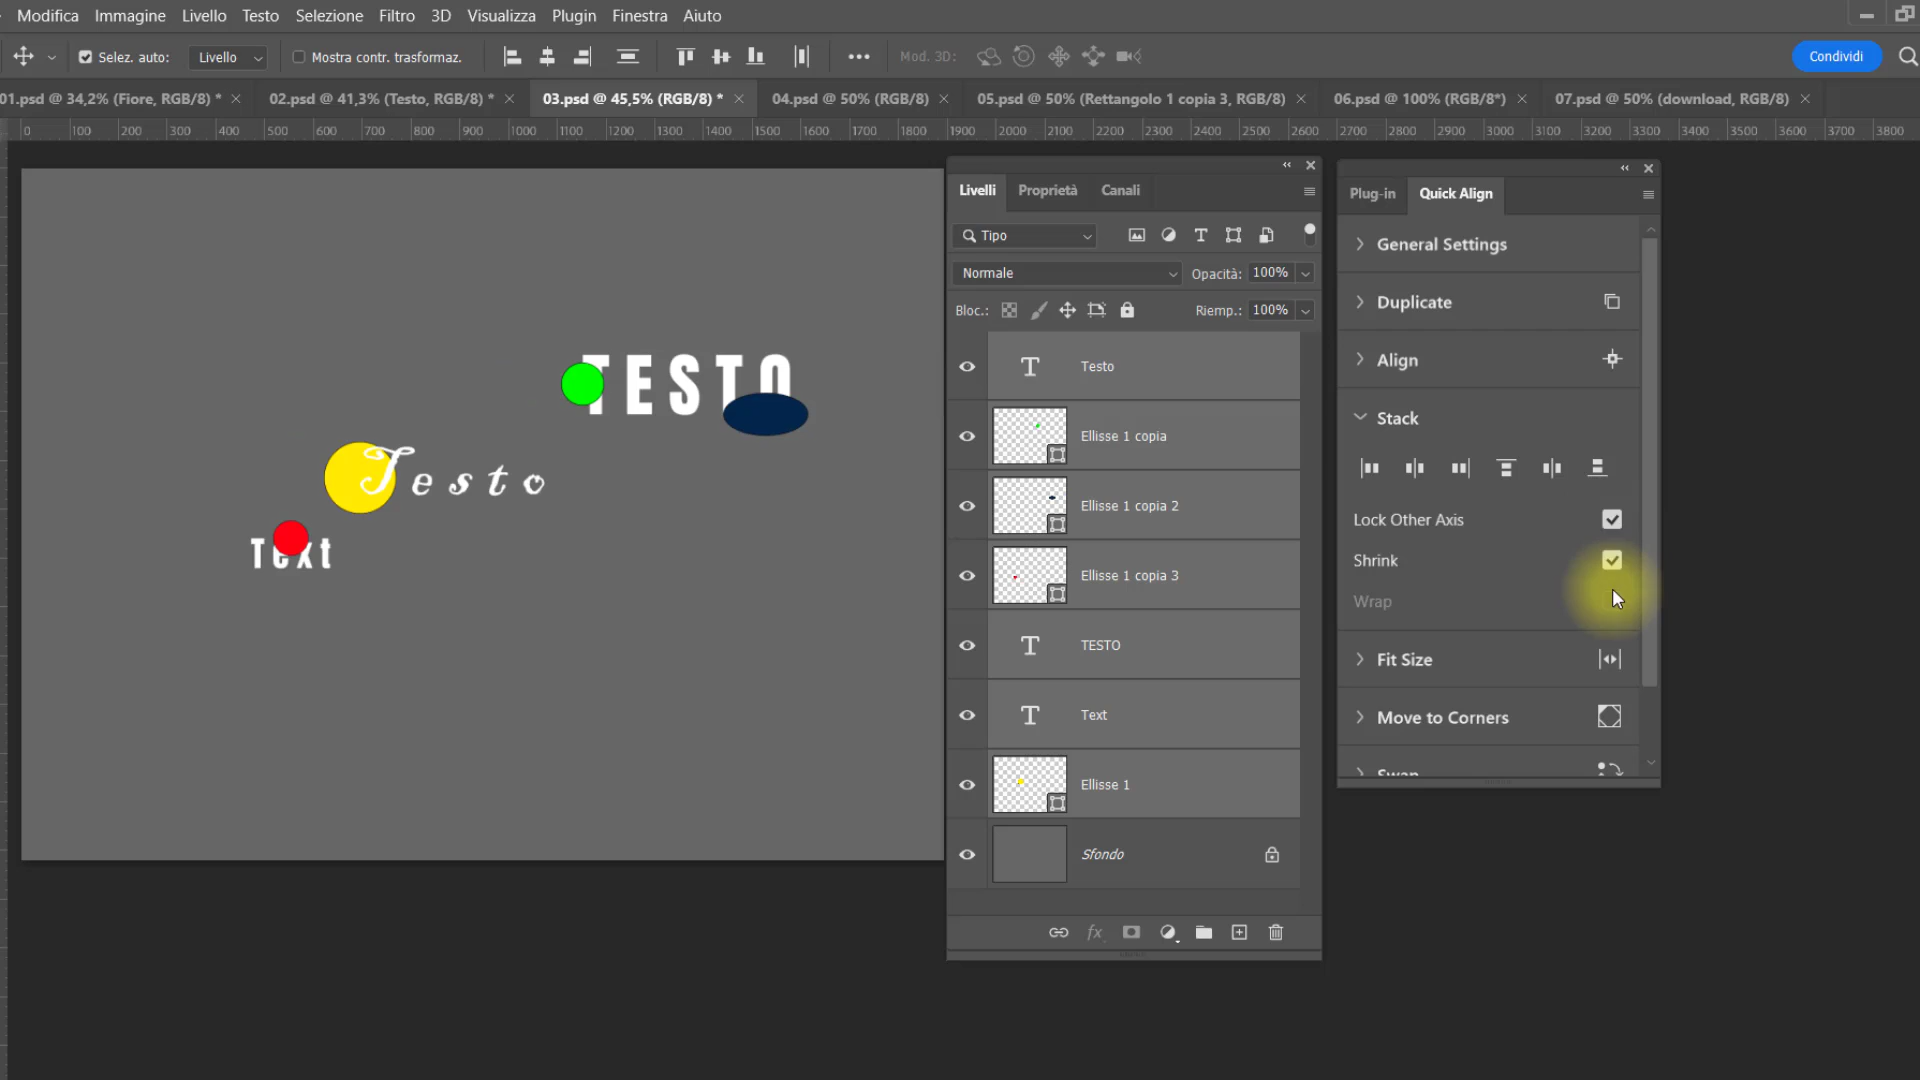 Modifica Immagine Livello Testo Selezione Filtro 3D Visualizza Plugin Finestra Aiuto
Selez. auto: Livello Mostra contr. trasformaz. Mod. 3D: Condividi
01.psd @ 34,2% (Fiore, RGB/8) * 02.psd @ 41,3% (Testo, RGB/8) * 03.psd @ 45,5% (RGB/8) * 04.psd @ 50% (RGB/8) 05.psd @ 50% (Rettangolo 1 copia 3, RGB/8) 06.psd @ 100% (RGB/8*) 07.psd @ 50% (download, RGB/8)
0 100 200 300 400 500 600 700 800 900 1000 1100 1200 1300 1400 1500 1600 1700 1800 1900 2000 2100 2200 2300 2400 2500 2600 2700 2800 2900 3000 3100 3200 3300 3400 3500 3600 3700 3800
TESTO
Testo
Text
Livelli Proprietà Canali
Tipo
Normale Opacità: 100%
Bloc.: Riemp.: 100%
Testo
Ellisse 1 copia
Ellisse 1 copia 2
Ellisse 1 copia 3
TESTO
Text
Ellisse 1
Sfondo
fx
Plug-in Quick Align
General Settings
Duplicate
Align
Stack
Lock Other Axis
Shrink
Wrap
Fit Size
Move to Corners
Swap